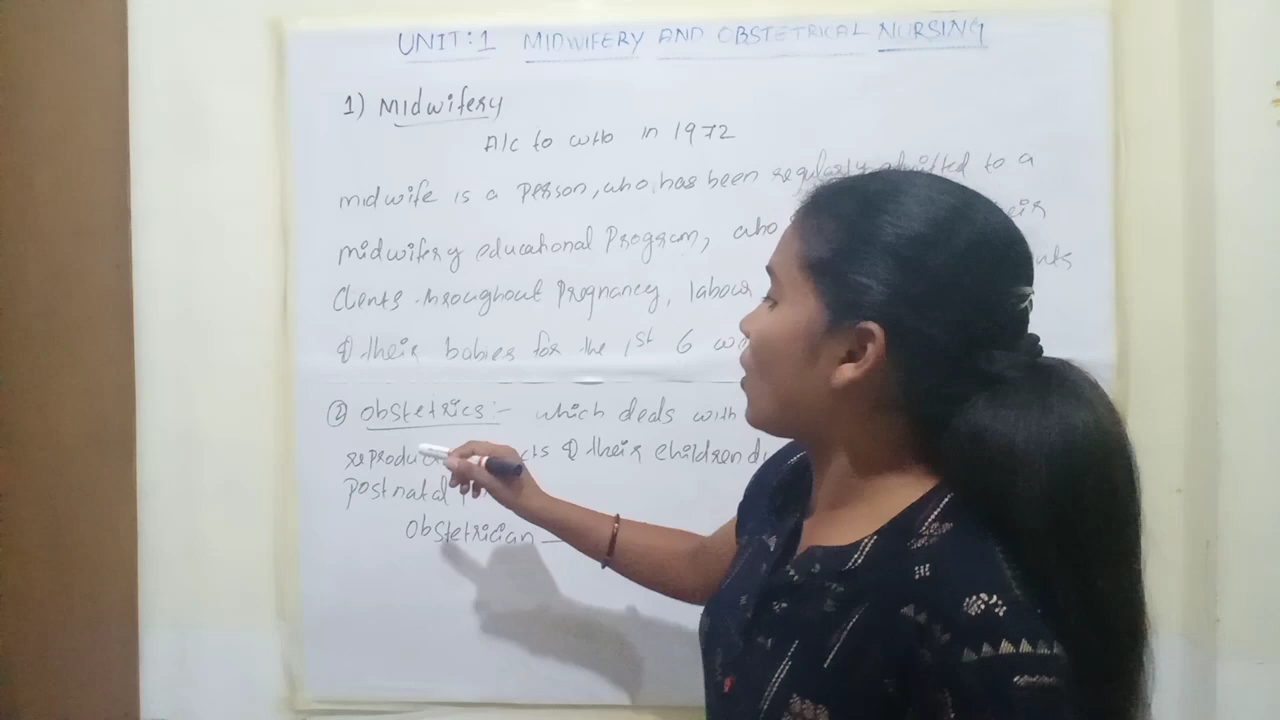 UNIT:1 MIDWIFERY AND OBSTETRICAL NURSING
1) Midwifery
A/c to WHO in 1972
midwife is a person, who, has been regularly admitted to a
midwifery educational Program, who
Clients throughout Pregnancy, labour
& their babies for the 1st 6
② Obstetrics:- which deals with
& their children
Postnatal
Obstetrician —